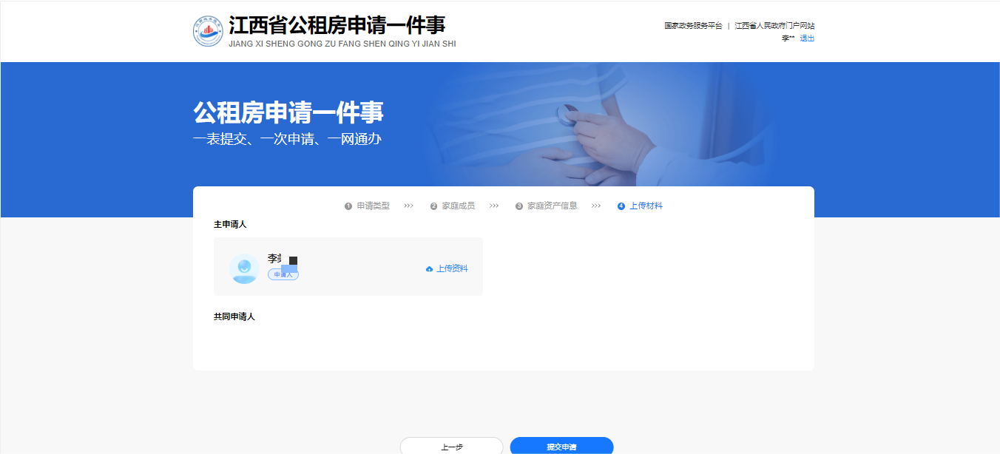 江西省公租房申请一件事
JIANG XI SHENG GONG ZU FANG SHEN QING YI JIAN SHI
国家政务服务平台 | 江西省人民政府门户网站
李** 退出
公租房申请一件事
一表提交、一次申请、一网通办
1 申请类型 >>> 2 家庭成员 >>> 3 家庭资产信息 >>> 4 上传材料
主申请人
李
申请人
上传资料
共同申请人
上一步
提交申请